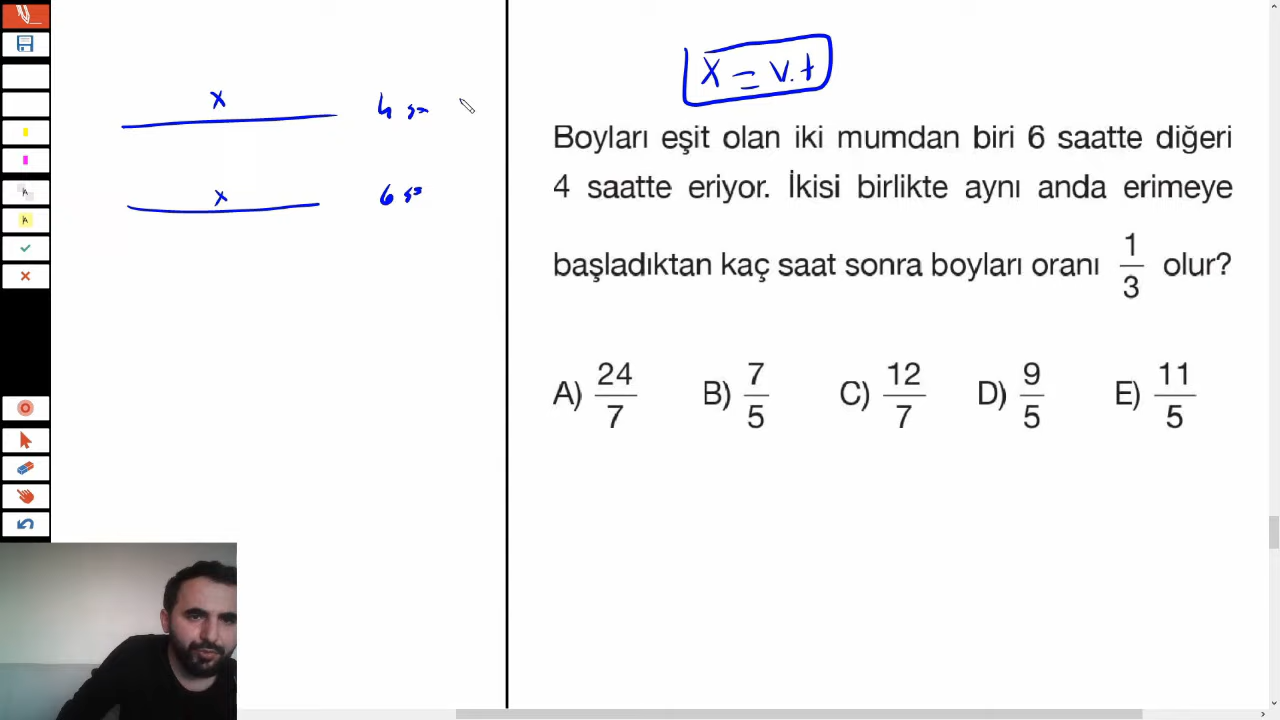 x
4 sa
x
6 sa
X = v.t
Boyları eşit olan iki mumdan biri 6 saatte diğeri
4 saatte eriyor. İkisi birlikte aynı anda erimeye
başladıktan kaç saat sonra boyları oranı 1/3 olur?
A) 24/7 B) 7/5 C) 12/7 D) 9/5 E) 11/5